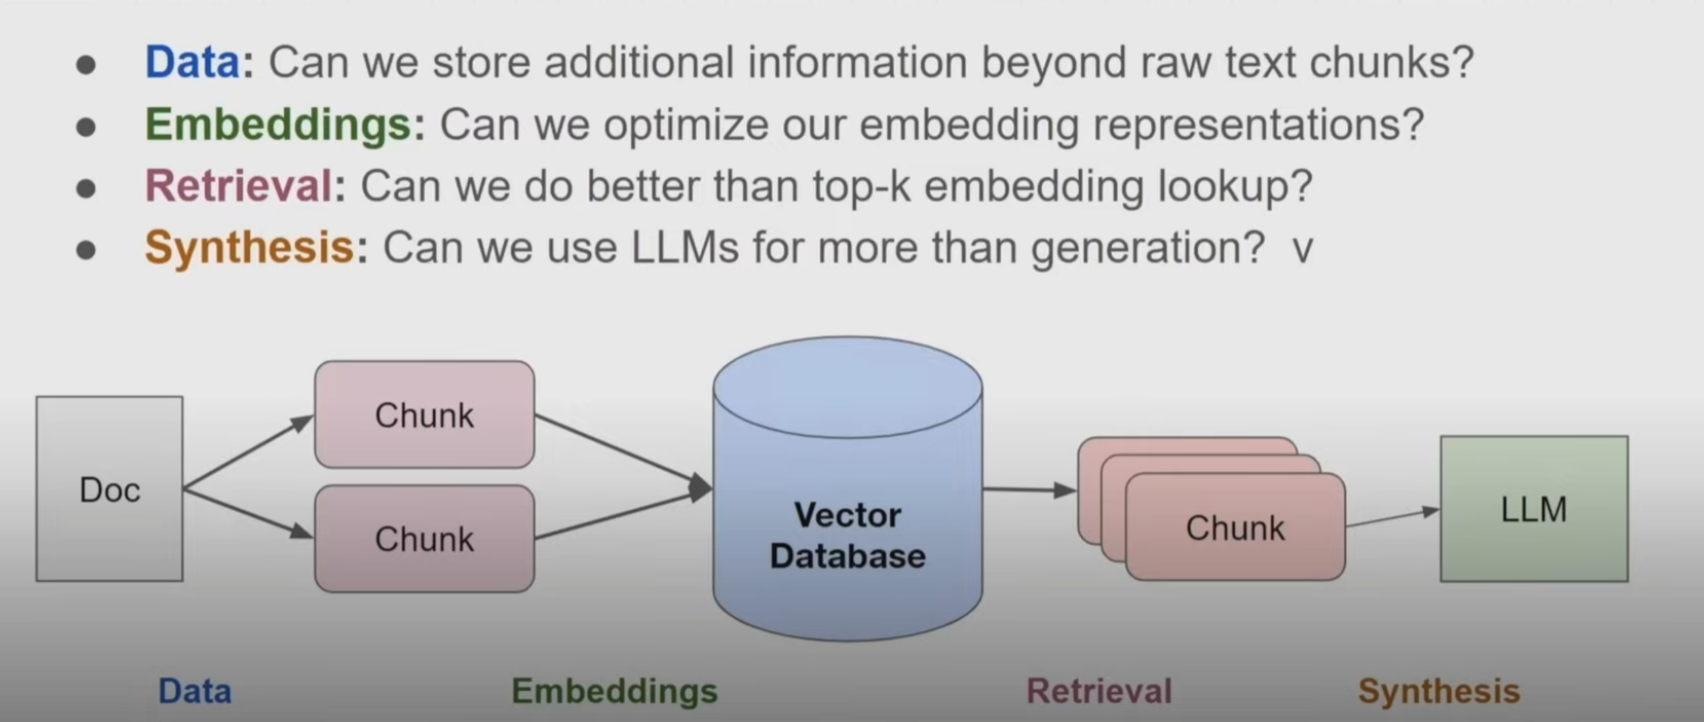 ● Data: Can we store additional information beyond raw text chunks?
● Embeddings: Can we optimize our embedding representations?
● Retrieval: Can we do better than top-k embedding lookup?
● Synthesis: Can we use LLMs for more than generation? v
Doc
Chunk
Chunk
Vector
Database
Chunk
LLM
Data
Embeddings
Retrieval
Synthesis